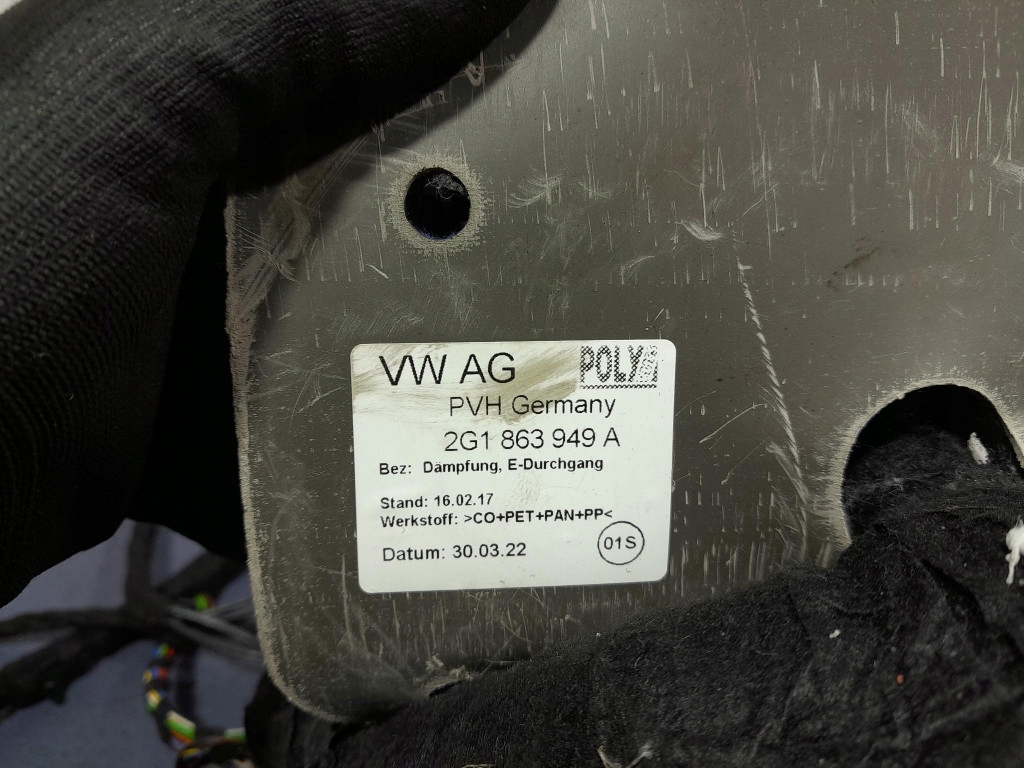 VW AG
POLY
PVH Germany
2G1 863 949 A
Bez: Dämpfung, E-Durchgang
Stand: 16.02.17
Werkstoff: >CO+PET+PAN+PP<
Datum: 30.03.22
01S